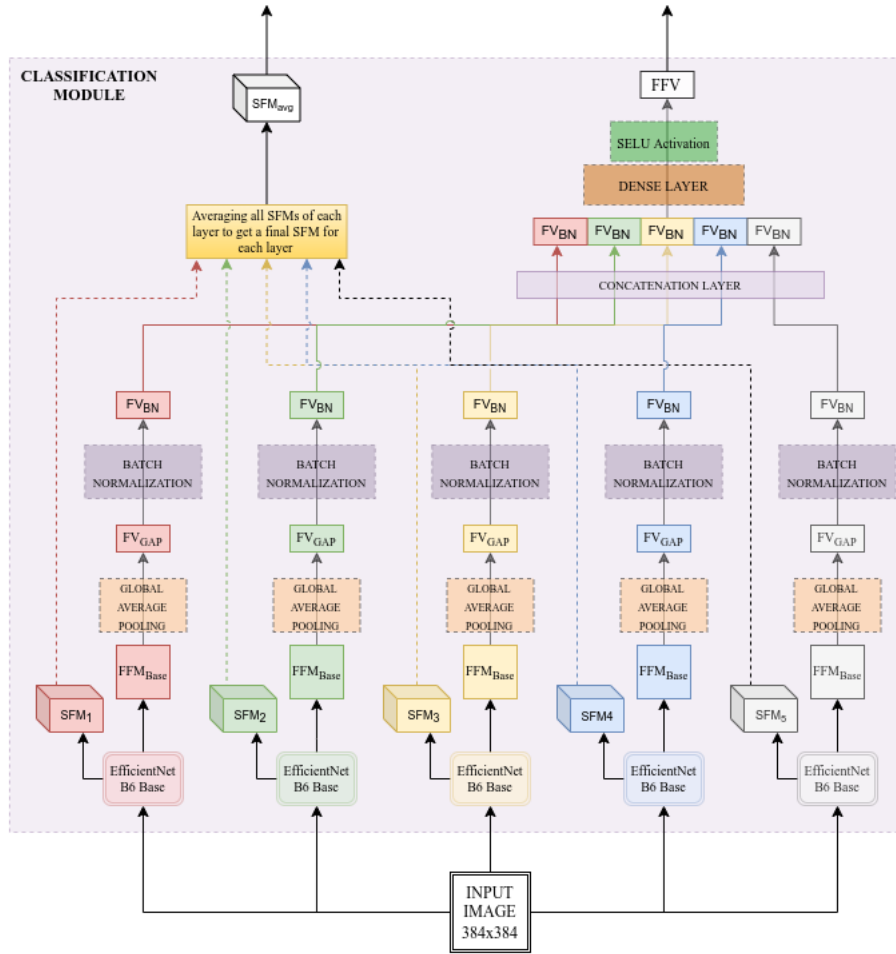 CLASSIFICATION
MODULE
SFMavg
FFV
SELU Activation
DENSE LAYER
Averaging all SFMs of each
layer to get a final SFM for
each layer
FVBN FVBN FVBN FVBN FVBN
CONCATENATION LAYER
FVBN FVBN FVBN FVBN FVBN
BATCH BATCH BATCH BATCH BATCH
NORMALIZATION NORMALIZATION NORMALIZATION NORMALIZATION NORMALIZATION
FVGAP FVGAP FVGAP FVGAP FVGAP
GLOBAL GLOBAL GLOBAL GLOBAL GLOBAL
AVERAGE AVERAGE AVERAGE AVERAGE AVERAGE
POOLING POOLING POOLING POOLING POOLING
FFMBase FFMBase FFMBase FFMBase FFMBase
SFM1 SFM2 SFM3 SFM4 SFM5
EfficientNet EfficientNet EfficientNet EfficientNet EfficientNet
B6 Base B6 Base B6 Base B6 Base B6 Base
INPUT
IMAGE
384x384